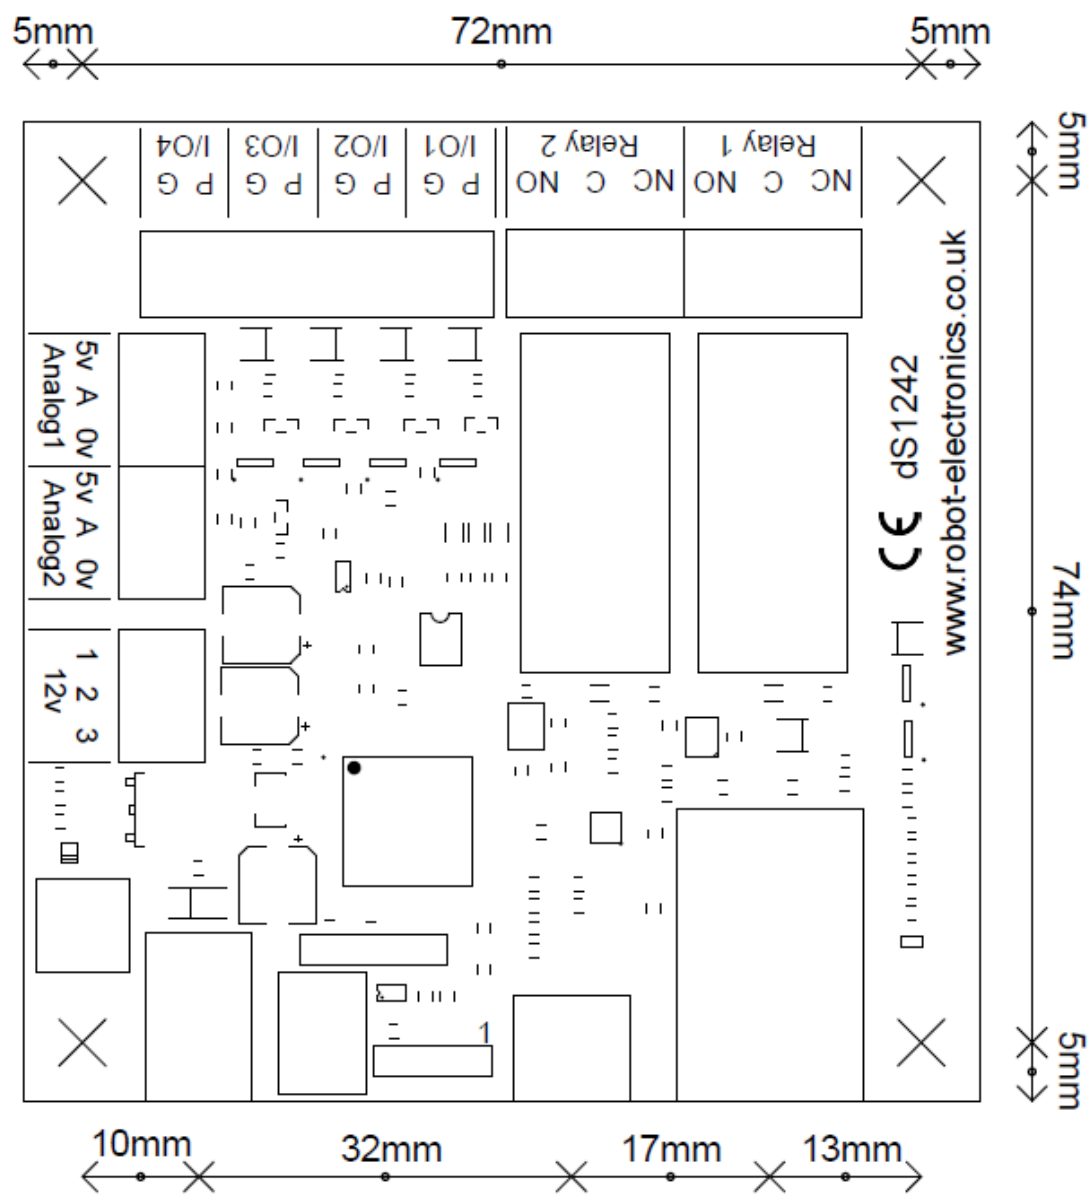 5mm 72mm 5mm
I/O4 I/O3 I/O2 I/O1 Relay 2 Relay 1
G P G P G P G P NO C NC NO C NC
5mm
www.robot-electronics.co.uk
dS1242
CE
5v A 0v
Analog1
5v A 0v
Analog2
74mm
1 2 3
12v
1
5mm
10mm 32mm 17mm 13mm